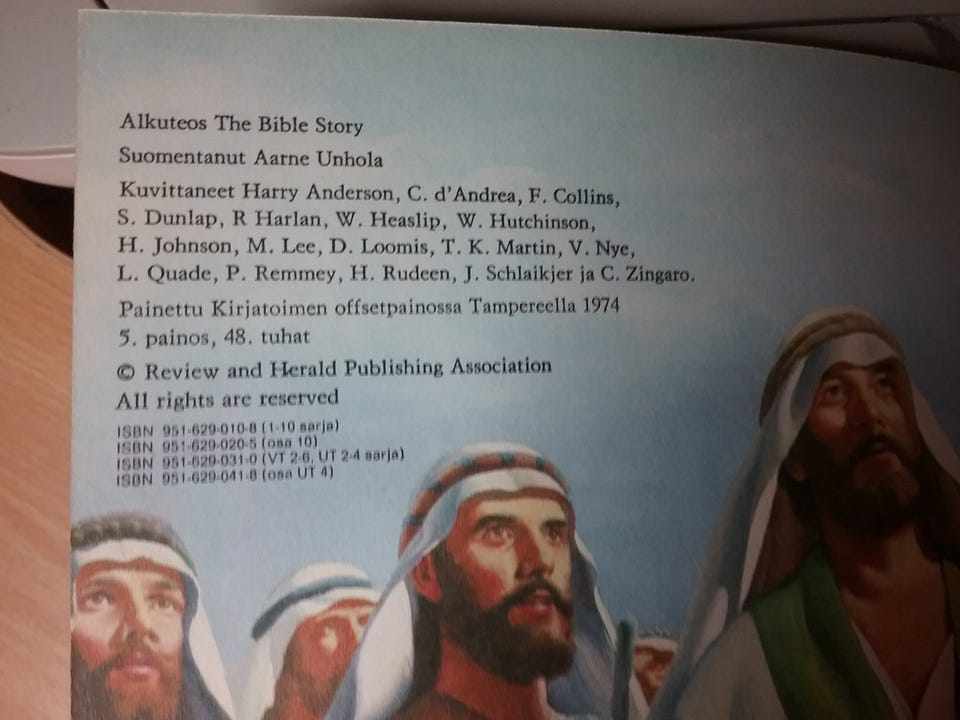 Alkuteos The Bible Story
Suomentanut Aarne Unhola
Kuvittaneet Harry Anderson, C. d'Andrea, F. Collins,
S. Dunlap, R Harlan, W. Heaslip, W. Hutchinson,
H. Johnson, M. Lee, D. Loomis, T. K. Martin, V. Nye,
L. Quade, P. Remmey, H. Rudeen, J. Schlaikjer ja C. Zingaro.
Painettu Kirjatoimen offsetpainossa Tampereella 1974
5. painos, 48. tuhat
© Review and Herald Publishing Association
All rights are reserved
ISBN 951-629-010-8 (1-10 sarja)
ISBN 951-629-020-5 (osa 10)
ISBN 951-629-031-0 (VT 2-6, UT 2-4 sarja)
ISBN 951-629-041-8 (osa UT 4)